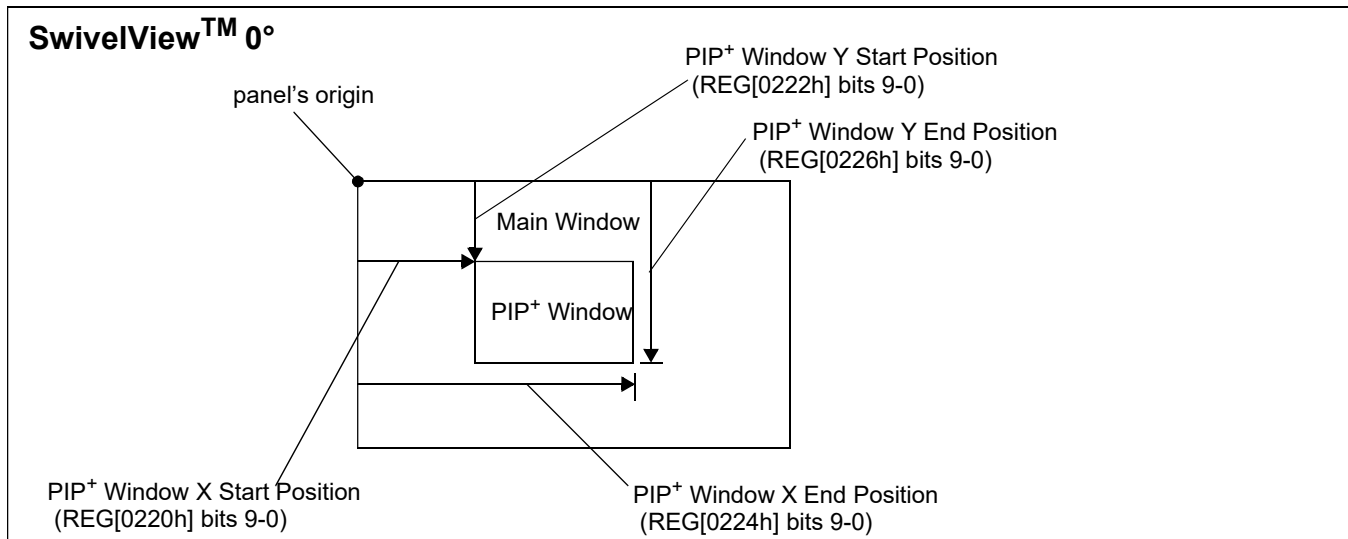 SwivelView™ 0°
PIP+ Window Y Start Position
(REG[0222h] bits 9-0)
panel's origin
PIP+ Window Y End Position
(REG[0226h] bits 9-0)
Main Window
PIP+ Window
PIP+ Window X Start Position
(REG[0220h] bits 9-0)
PIP+ Window X End Position
(REG[0224h] bits 9-0)